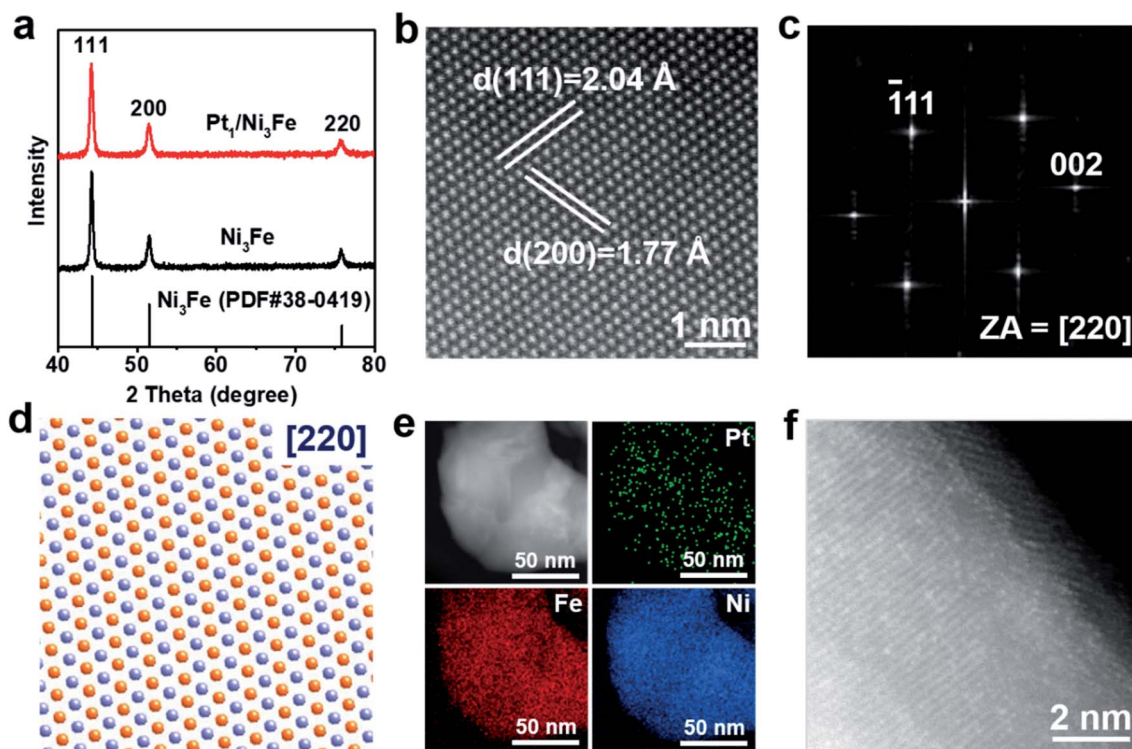 a
111
200
220
Pt₁/Ni₃Fe
Ni₃Fe
Ni₃Fe (PDF#38-0419)
Intensity
40 50 60 70 80
2 Theta (degree)
b
d(111)=2.04 Å
d(200)=1.77 Å
1 nm
c
1̅11
002
ZA = [220]
d
[220]
e
50 nm
Pt
50 nm
Fe
50 nm
Ni
50 nm
f
2 nm